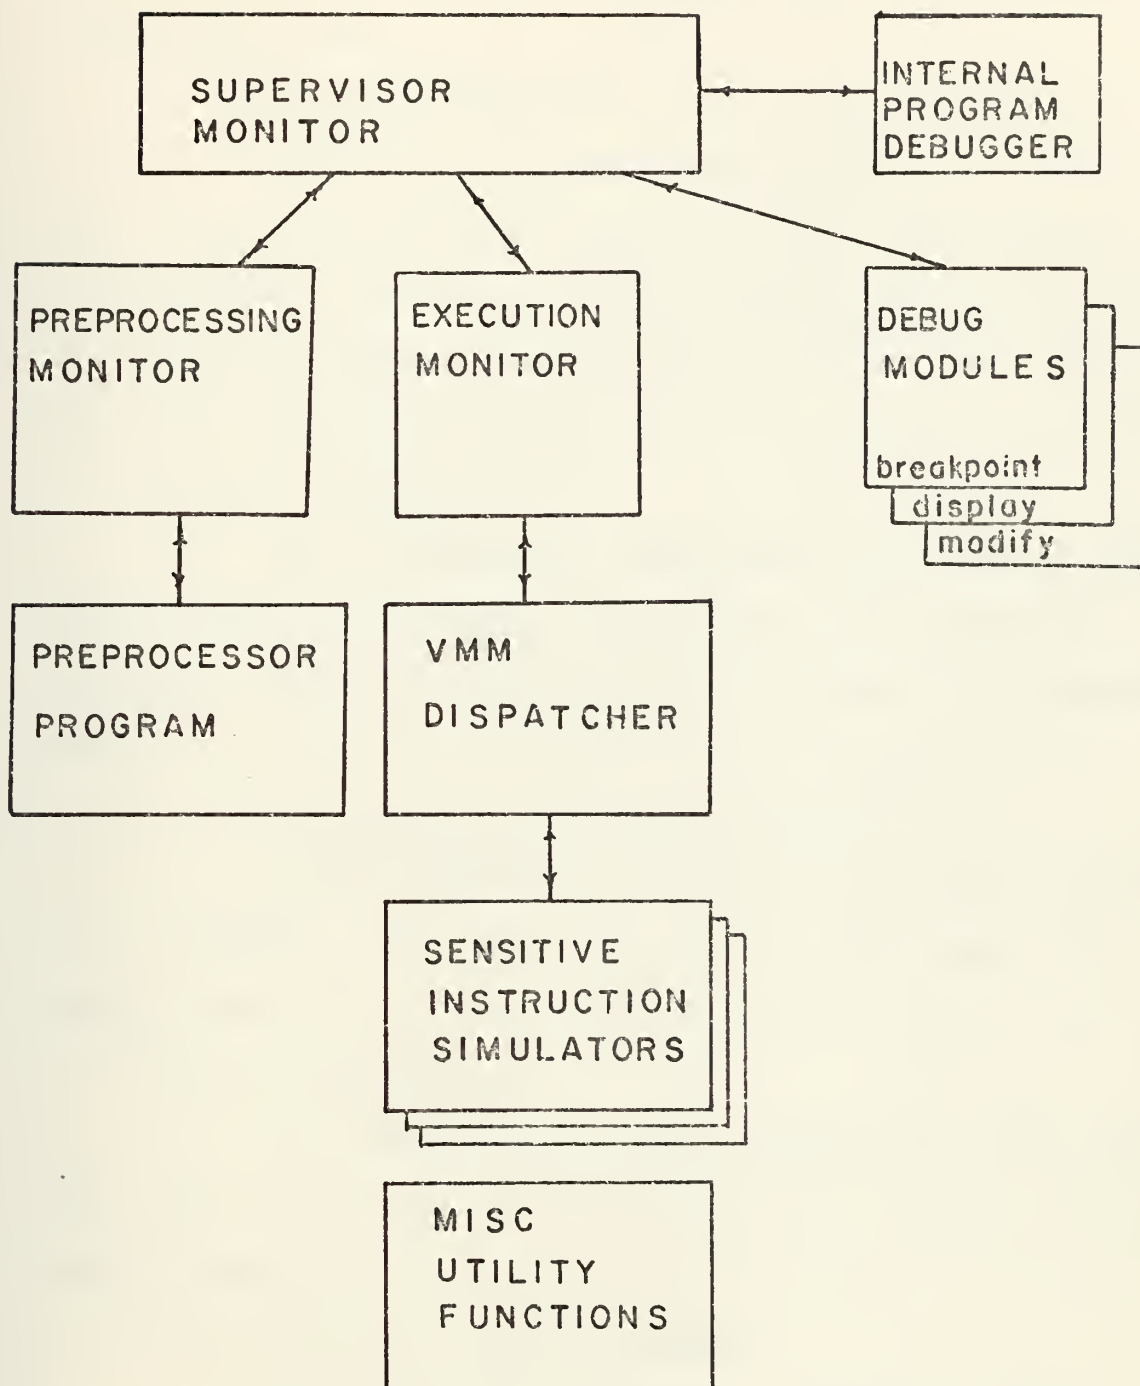 SUPERVISOR
MONITOR
INTERNAL
PROGRAM
DEBUGGER
PREPROCESSING
MONITOR
EXECUTION
MONITOR
DEBUG
MODULES
breakpoint
display
modify
PREPROCESSOR
PROGRAM
VMM
DISPATCHER
SENSITIVE
INSTRUCTION
SIMULATORS
MISC
UTILITY
FUNCTIONS